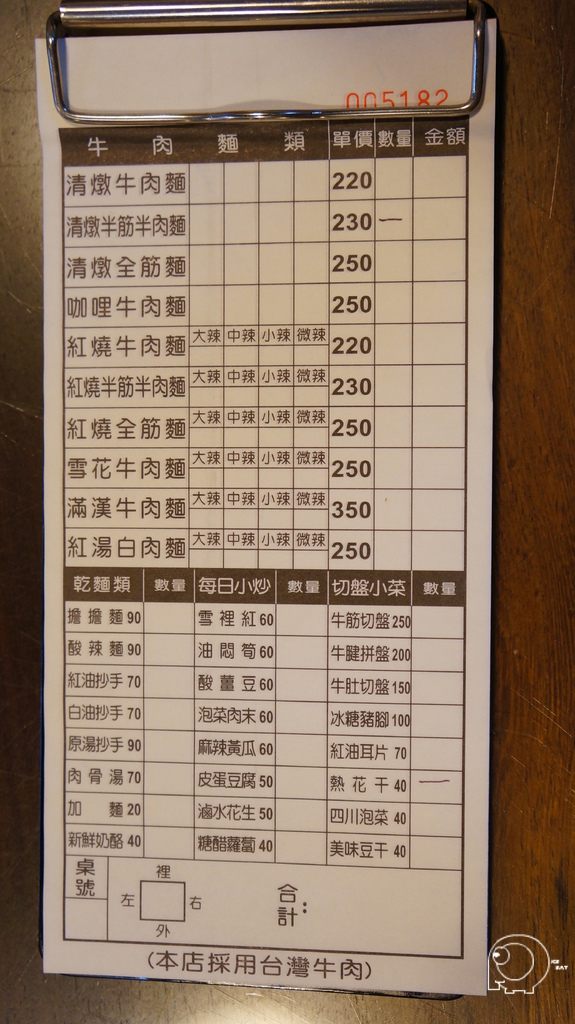 005182
牛肉麵類 單價 數量 金額
清燉牛肉麵 220
清燉半筋半肉麵 230 一
清燉全筋麵 250
咖哩牛肉麵 250
紅燒牛肉麵 大辣 中辣 小辣 微辣 220
紅燒半筋半肉麵 大辣 中辣 小辣 微辣 230
紅燒全筋麵 大辣 中辣 小辣 微辣 250
雪花牛肉麵 大辣 中辣 小辣 微辣 250
滿漢牛肉麵 大辣 中辣 小辣 微辣 350
紅湯白肉麵 大辣 中辣 小辣 微辣 250
乾麵類 數量 每日小炒 數量 切盤小菜 數量
擔擔麵 90 雪裡紅 60 牛筋切盤 250
酸辣麵 90 油悶筍 60 牛腱拼盤 200
紅油抄手 70 酸薑豆 60 牛肚切盤 150
白油抄手 70 泡菜肉末 60 冰糖豬腳 100
原湯抄手 90 麻辣黃瓜 60 紅油耳片 70
肉骨湯 70 皮蛋豆腐 50 熱花干 40 一
加麵 20 滷水花生 50 四川泡菜 40
新鮮奶酪 40 糖醋蘿蔔 40 美味豆干 40
桌號 裡 左 右 外 合計:
(本店採用台灣牛肉)
ICE
EAT